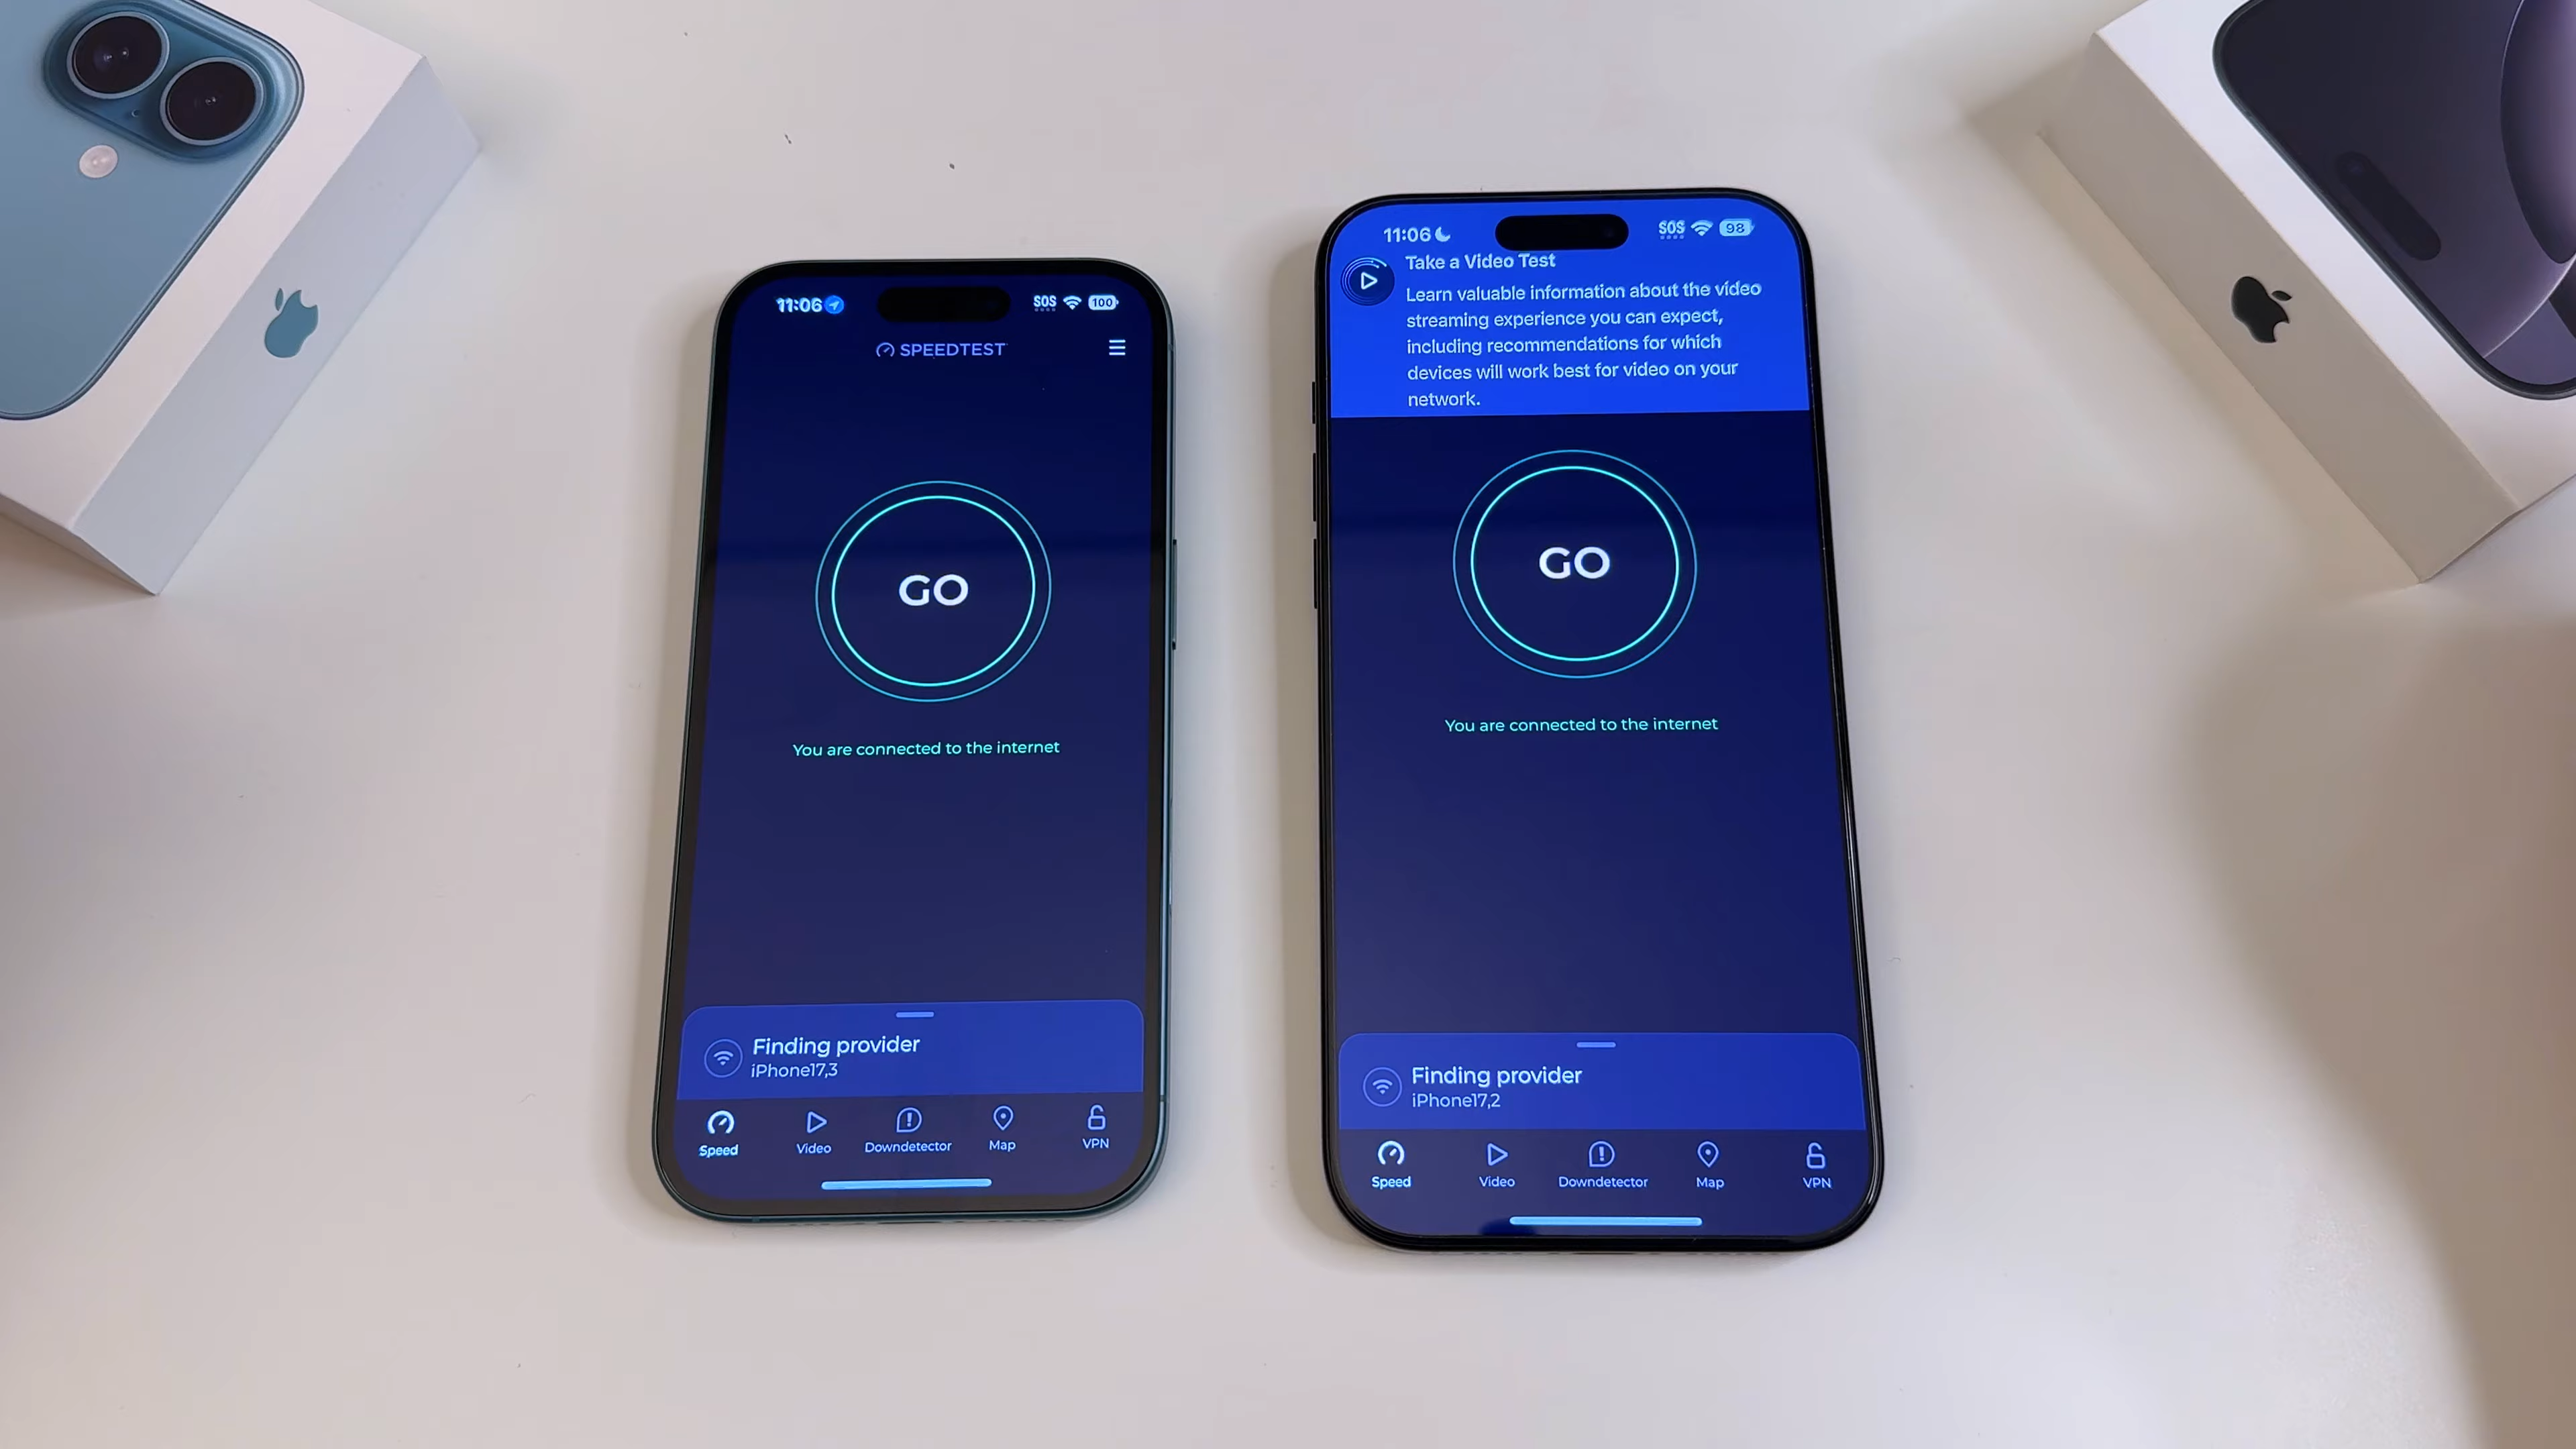 11:06
SOS
100
SPEEDTEST
GO
You are connected to the internet
Finding provider
iPhone17,3
Speed
Video
Downdetector
Map
VPN
11:06
SOS
98
Take a Video Test
Learn valuable information about the video
streaming experience you can expect,
including recommendations for which
devices will work best for video on your
network.
GO
You are connected to the internet
Finding provider
iPhone17,2
Speed
Video
Downdetector
Map
VPN